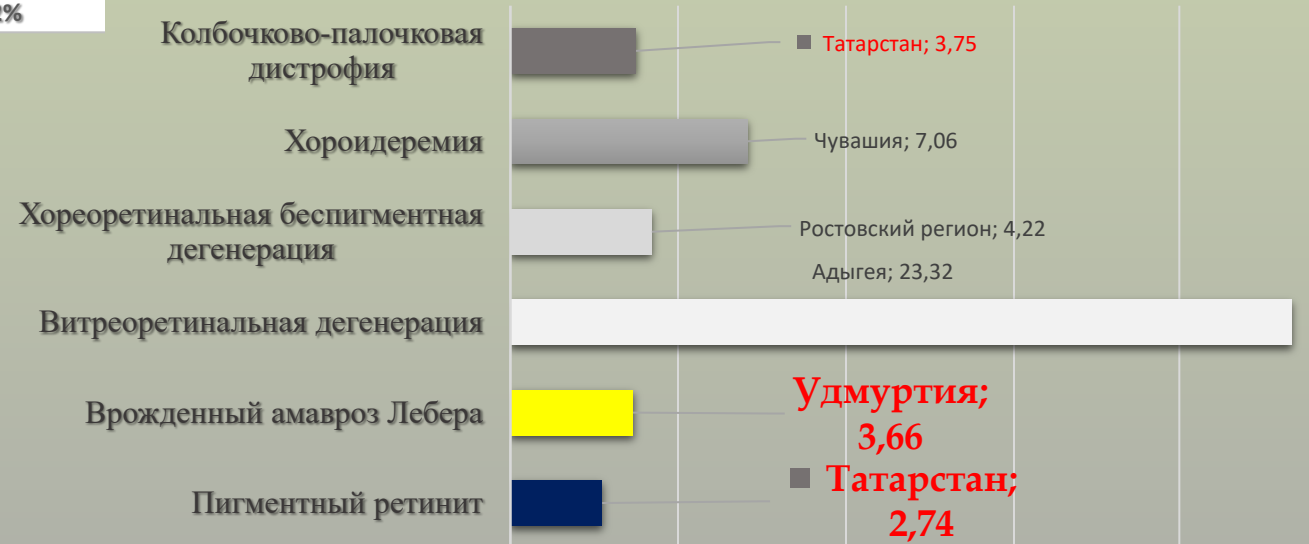 Колбочково-палочковая
дистрофия
Татарстан; 3,75
Хороидеремия
Чувашия; 7,06
Хореоретинальная беспигментная
дегенерация
Ростовский регион; 4,22
Адыгея; 23,32
Витреоретинальная дегенерация
Врожденный амавроз Лебера
Удмуртия;
3,66
Пигментный ретинит
Татарстан;
2,74